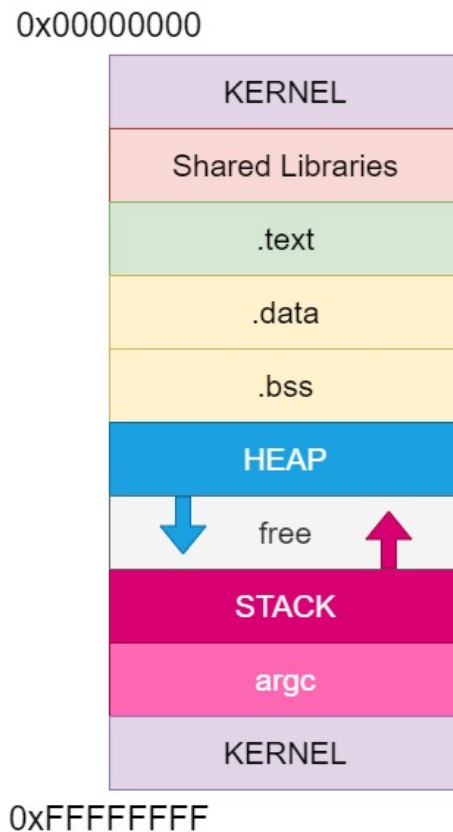 0x00000000
KERNEL
Shared Libraries
.text
.data
.bss
HEAP
free
STACK
argc
KERNEL
0xFFFFFFFF